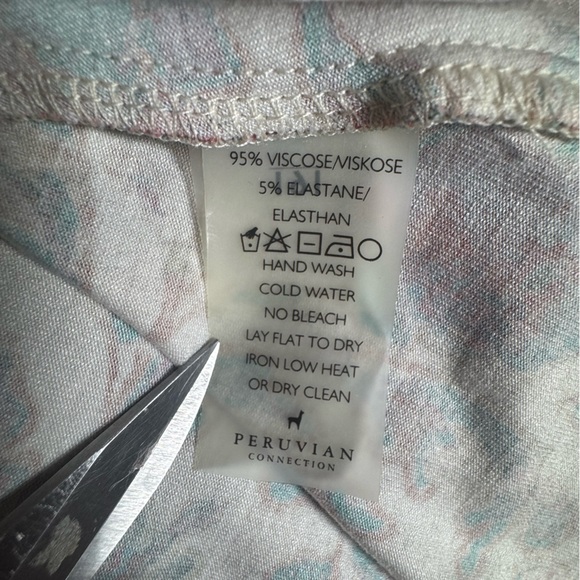 95% VISCOSE/VISKOSE
5% ELASTANE/
ELASTHAN
HAND WASH
COLD WATER
NO BLEACH
LAY FLAT TO DRY
IRON LOW HEAT
OR DRY CLEAN
PERUVIAN
CONNECTION